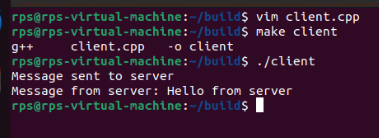 rps@rps-virtual-machine:~/build$ vim client.cpp
rps@rps-virtual-machine:~/build$ make client
g++     client.cpp   -o client
rps@rps-virtual-machine:~/build$ ./client
Message sent to server
Message from server: Hello from server
rps@rps-virtual-machine:~/build$